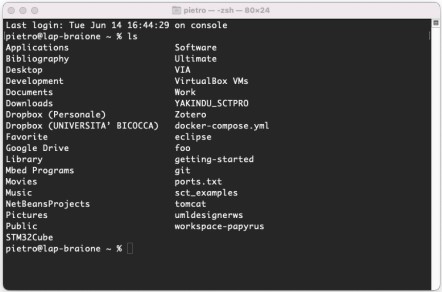 pietro — -zsh — 80×24
Last login: Tue Jun 14 16:44:29 on console
pietro@lap-braione ~ % ls
Applications Software
Bibliography Ultimate
Desktop VIA
Development VirtualBox VMs
Documents Work
Downloads YAKINDU_SCTPRO
Dropbox (Personale) Zotero
Dropbox (UNIVERSITA' BICOCCA) docker-compose.yml
Favorite eclipse
Google Drive foo
Library getting-started
Mbed Programs git
Movies ports.txt
Music sct_examples
NetBeansProjects tomcat
Pictures umldesignerws
Public workspace-papyrus
STM32Cube
pietro@lap-braione ~ %